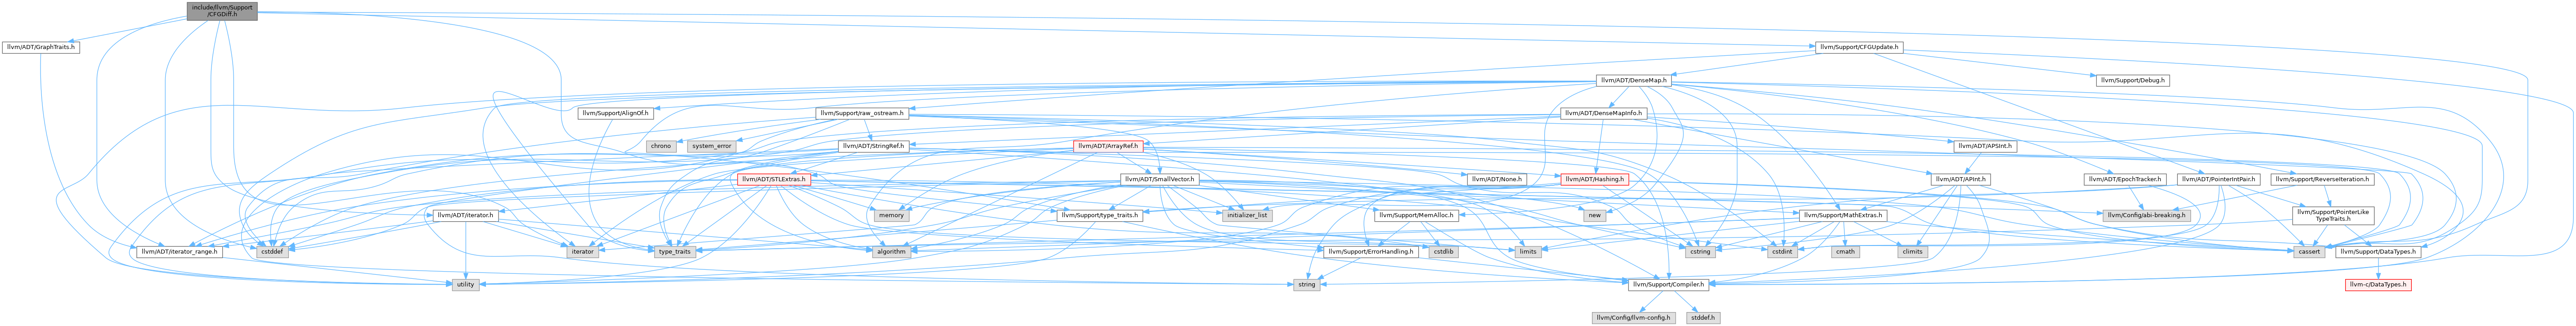 include/llvm/Support
/CFGDiff.h
llvm/ADT/GraphTraits.h
llvm/Support/CFGUpdate.h
llvm/ADT/DenseMap.h
llvm/Support/Debug.h
llvm/Support/AlignOf.h
llvm/Support/raw_ostream.h
llvm/ADT/DenseMapInfo.h
chrono
system_error
llvm/ADT/StringRef.h
llvm/ADT/ArrayRef.h
llvm/ADT/APSInt.h
llvm/ADT/STLExtras.h
llvm/ADT/SmallVector.h
llvm/ADT/None.h
llvm/ADT/Hashing.h
llvm/ADT/APInt.h
llvm/ADT/EpochTracker.h
llvm/ADT/PointerIntPair.h
llvm/Support/ReverseIteration.h
llvm/ADT/iterator.h
memory
llvm/Support/type_traits.h
initializer_list
llvm/Support/MemAlloc.h
new
llvm/Support/MathExtras.h
llvm/Config/abi-breaking.h
llvm/Support/PointerLike
TypeTraits.h
llvm/ADT/iterator_range.h
cstddef
iterator
type_traits
algorithm
llvm/Support/ErrorHandling.h
cstdlib
limits
cstring
cstdint
cmath
climits
cassert
llvm/Support/DataTypes.h
utility
string
llvm/Support/Compiler.h
llvm-c/DataTypes.h
llvm/Config/llvm-config.h
stddef.h